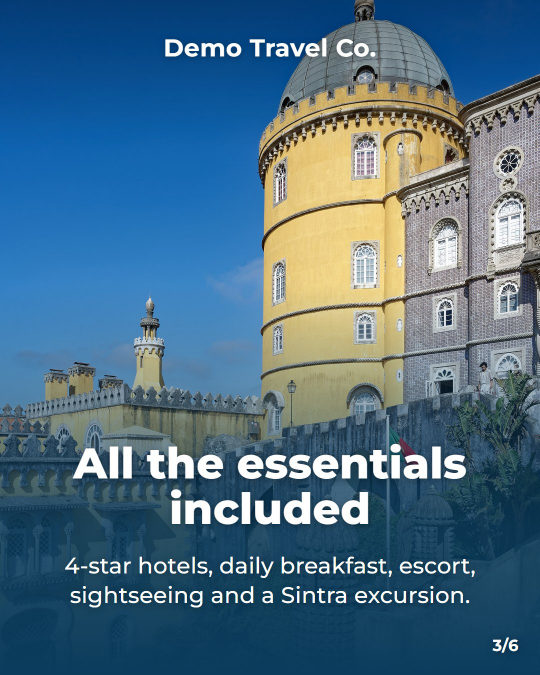 Demo Travel Co.
All the essentials
included
4-star hotels, daily breakfast, escort,
sightseeing and a Sintra excursion.
3/6